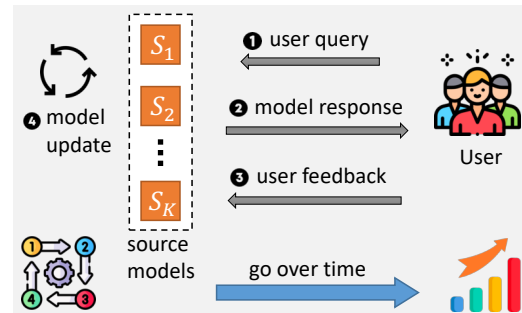 S1
❶ user query
S2
❷ model response
❹ model
update
⋮
User
❸ user feedback
SK
source
models
1
2
4
3
go over time